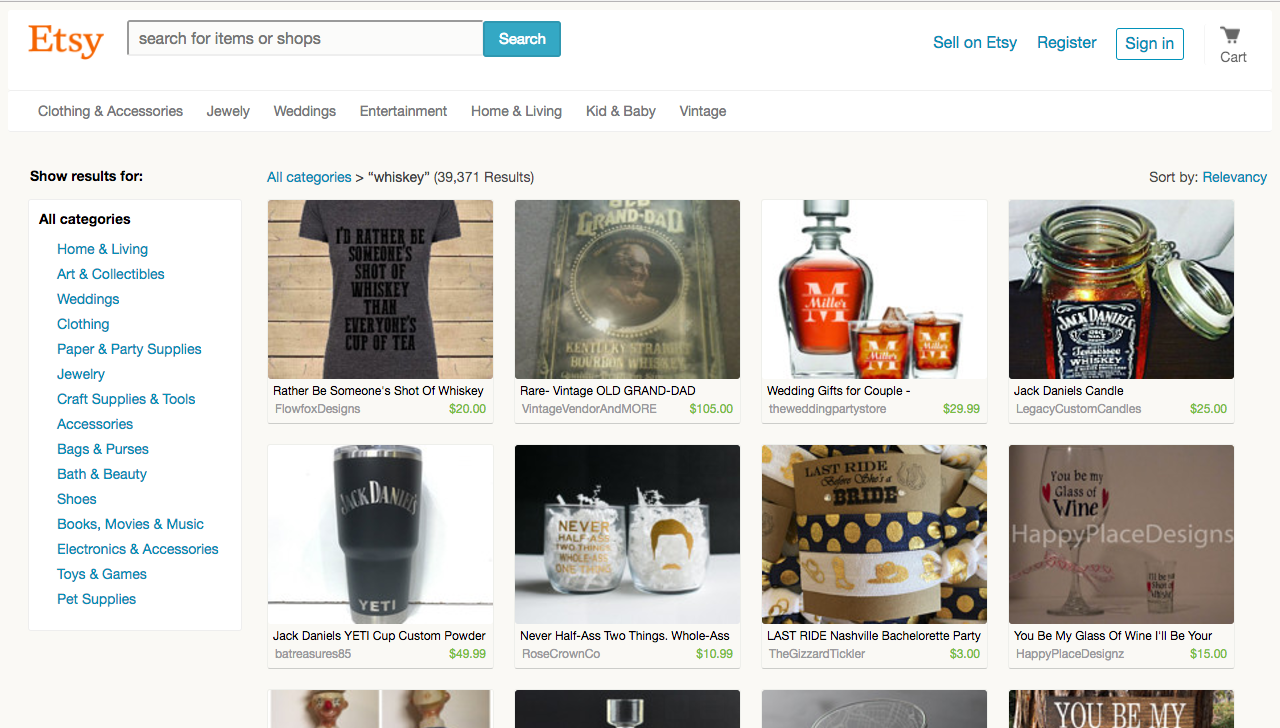 Etsy
search for items or shops
Search
Sell on Etsy
Register
Sign in
Cart
Clothing & Accessories
Jewely
Weddings
Entertainment
Home & Living
Kid & Baby
Vintage
Show results for:
All categories > “whiskey” (39,371 Results)
Sort by: Relevancy
All categories
Home & Living
Art & Collectibles
Weddings
Clothing
Paper & Party Supplies
Jewelry
Craft Supplies & Tools
Accessories
Bags & Purses
Bath & Beauty
Shoes
Books, Movies & Music
Electronics & Accessories
Toys & Games
Pet Supplies
I'D RATHER BE
SOMEONE'S
SHOT OF
WHISKEY
THAN
EVERYONE'S
CUP OF TEA
Rather Be Someone's Shot Of Whiskey
FlowfoxDesigns
$20.00
OLD
GRAND-DAD
KENTUCKY STRAIGHT
BOURBON WHISKEY
Rare- Vintage OLD GRAND-DAD
VintageVendorAndMORE
$105.00
M
Miller
M
Miller
M
Miller
Wedding Gifts for Couple -
theweddingpartystore
$29.99
JACK DANIEL'S
OLD
NO. 7
Tennessee
WHISKEY
Jack Daniels Candle
LegacyCustomCandles
$25.00
JACK DANIEL'S
YETI
Jack Daniels YETI Cup Custom Powder
batreasures85
$49.99
NEVER
HALF-ASS
TWO THINGS
WHOLE-ASS
ONE THING
Never Half-Ass Two Things. Whole-Ass
RoseCrownCo
$10.99
LAST RIDE
Before She's a
BRIDE
LAST RIDE Nashville Bachelorette Party
TheGizzardTickler
$3.00
You be my
Glass of
Wine
HappyPlaceDesigns
I'll be your
Shot of
Whiskey
You Be My Glass Of Wine I'll Be Your
HappyPlaceDesignz
$15.00
YOU BE MY